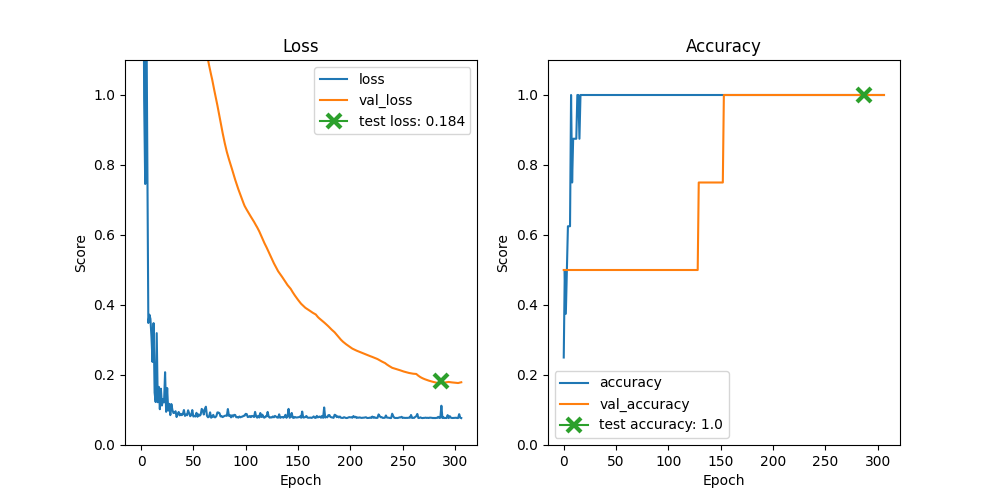 Loss
Score
1.0
0.8
0.6
0.4
0.2
0.0
loss
val_loss
test loss: 0.184
0 50 100 150 200 250 300
Epoch
Accuracy
Score
1.0
0.8
0.6
0.4
0.2
0.0
accuracy
val_accuracy
test accuracy: 1.0
0 50 100 150 200 250 300
Epoch